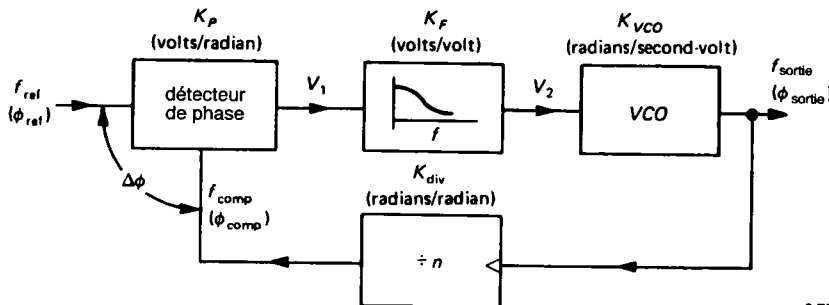 K_P
(volts/radian)
K_F
(volts/volt)
K_VCO
(radians/second-volt)
f_ref
(ϕ_ref)
détecteur
de phase
V_1
f
V_2
VCO
f_sortie
(ϕ_sortie)
Δϕ
f_comp
(ϕ_comp)
K_div
(radians/radian)
÷ n